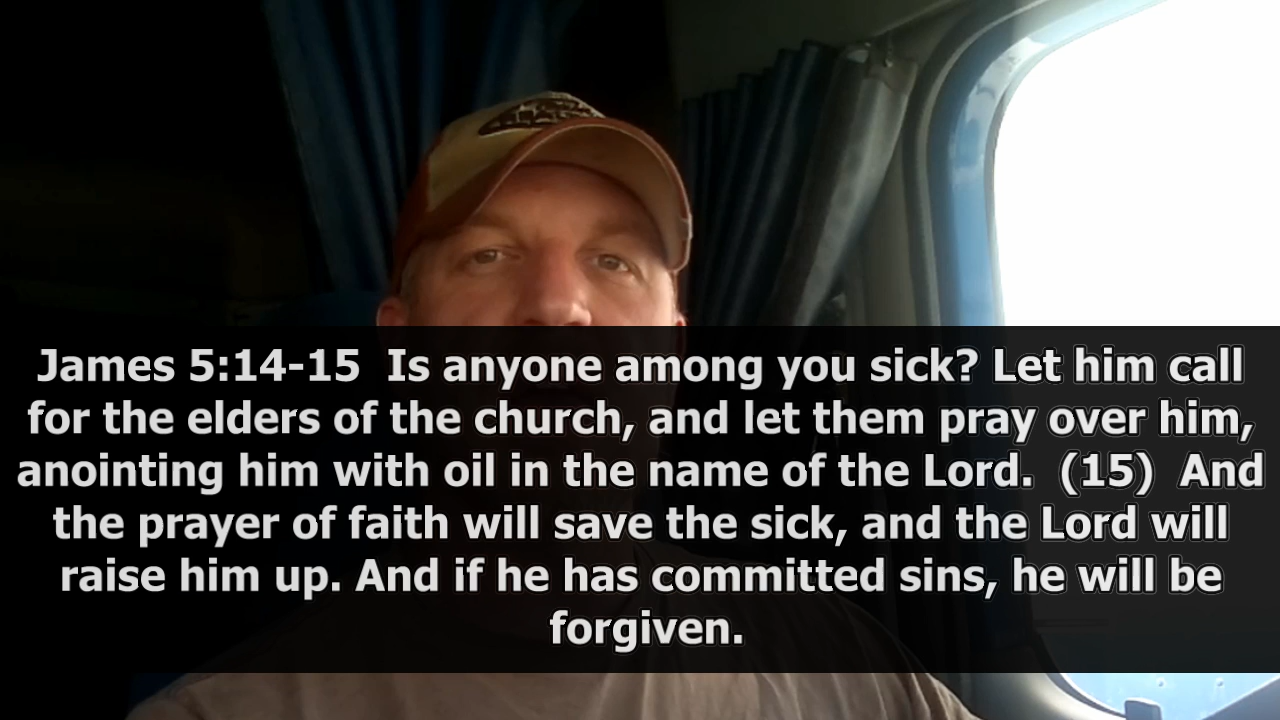 James 5:14-15  Is anyone among you sick? Let him call
for the elders of the church, and let them pray over him,
anointing him with oil in the name of the Lord.  (15)  And
the prayer of faith will save the sick, and the Lord will
raise him up. And if he has committed sins, he will be
forgiven.